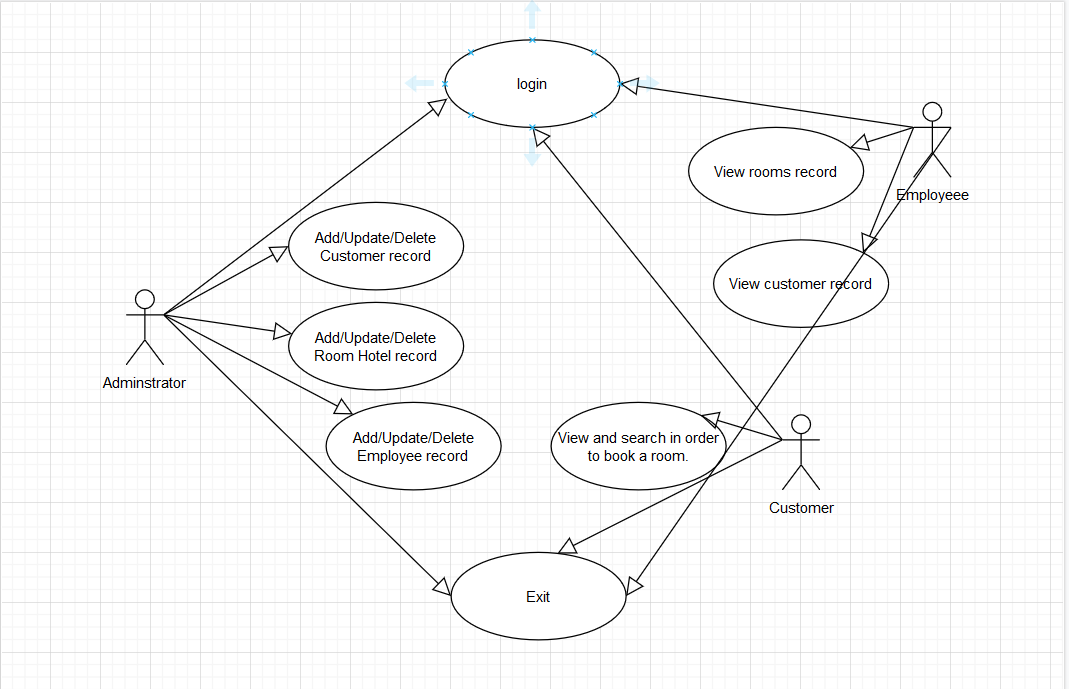 login
View rooms record
Employeee
Add/Update/Delete
Customer record
View customer record
Add/Update/Delete
Room Hotel record
Adminstrator
Add/Update/Delete
Employee record
View and search in order
to book a room.
Customer
Exit